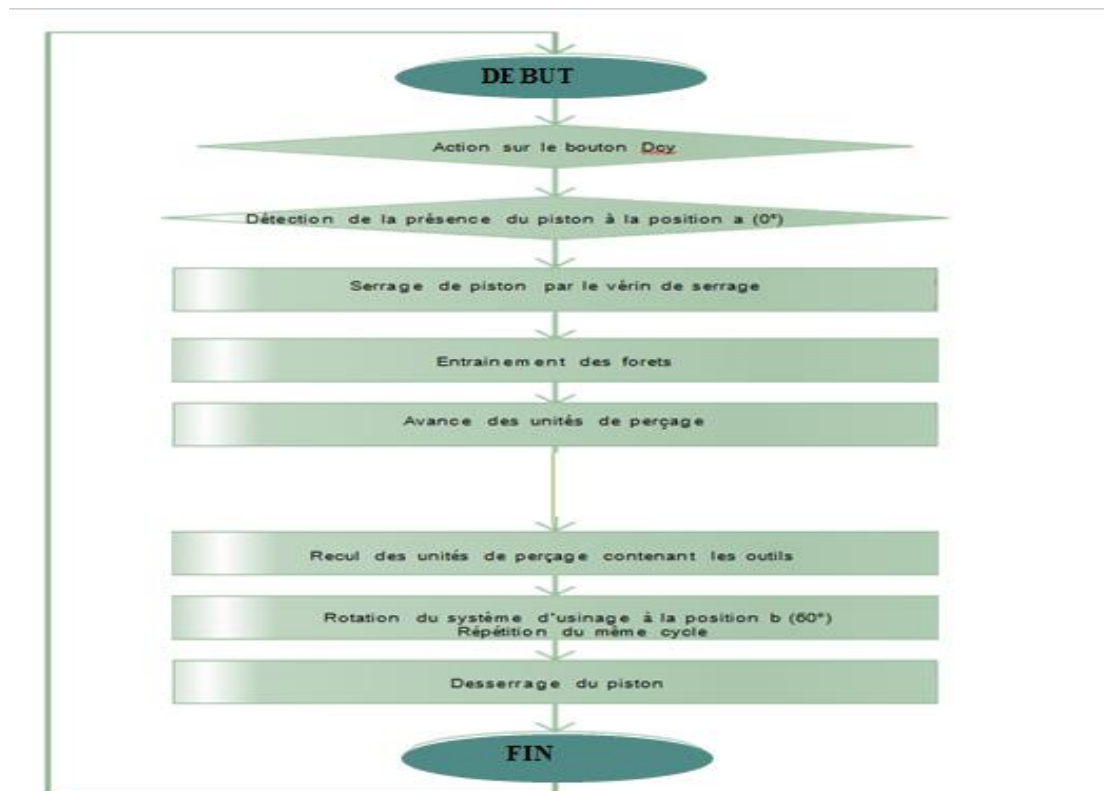 DEBUT
Action sur le bouton Dcy
Détection de la présence du piston à la position a (0°)
Serrage de piston par le vérin de serrage
Entrainement des forets
Avance des unités de perçage
Recul des unités de perçage contenant les outils
Rotation du système d'usinage à la position b (60°)
Répétition du même cycle
Desserrage du piston
FIN